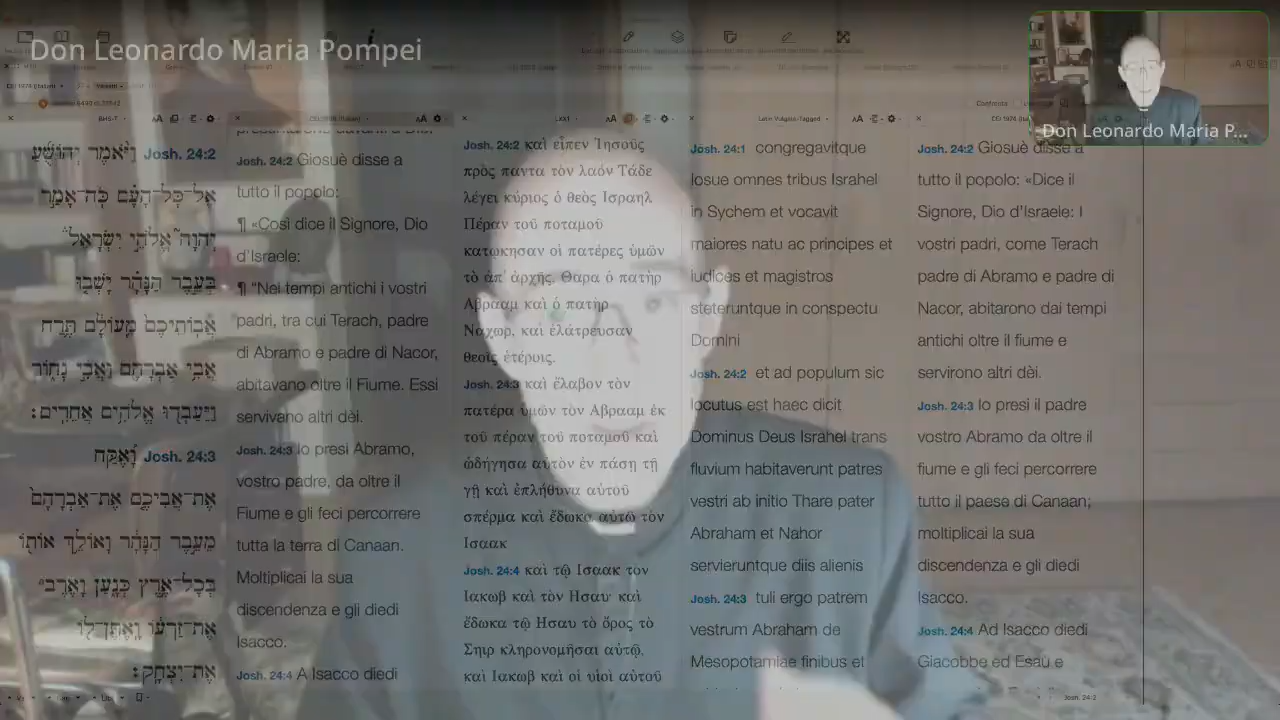 Don Leonardo Maria Pompei
Don Leonardo Maria P...
BHS-T
Josh. 24:2 וַיֹּאמֶר יְהוֹשֻׁעַ
אֶל־כָּל־הָעָם כֹּה־אָמַר
יְהוָה אֱלֹהֵי יִשְׂרָאֵל
בְּעֵבֶר הַנָּהָר יָשְׁבוּ
אֲבוֹתֵיכֶם מֵעוֹלָם תֶּרַח
אֲבִי אַבְרָהָם וַאֲבִי נָחוֹר
וַיַּעַבְדוּ אֱלֹהִים אֲחֵרִים׃
Josh. 24:3 וָאֶקַּח
אֶת־אֲבִיכֶם אֶת־אַבְרָהָם
מֵעֵבֶר הַנָּהָר וָאוֹלֵךְ אוֹתוֹ
בְּכָל־אֶרֶץ כְּנָעַן וָאַרְבֶּ
אֶת־זַרְעוֹ וָאֶתֶּן־לוֹ
אֶת־יִצְחָק׃
Josh. 24:2 Giosuè disse a
tutto il popolo:
¶ «Così dice il Signore, Dio
d'Israele:
¶ "Nei tempi antichi i vostri
padri, tra cui Terach, padre
di Abramo e padre di Nacor,
abitavano oltre il Fiume. Essi
servivano altri dèi.
Josh. 24:3 Io presi Abramo,
vostro padre, da oltre il
Fiume e gli feci percorrere
tutta la terra di Canaan.
Moltiplicai la sua
discendenza e gli diedi
Isacco.
Josh. 24:4 A Isacco diedi
LXX1
Josh. 24:2 καὶ εἶπεν Ἰησοῦς
πρὸς παντα τὸν λαόν Τάδε
λέγει κύριος ὁ θεὸς Ισραηλ
Πέραν τοῦ ποταμοῦ
κατῳκησαν οἱ πατέρες ὑμῶν
τὸ ἀπ᾽ ἀρχῆς, Θαρα ὁ πατὴρ
Αβρααμ καὶ ὁ πατὴρ
Ναχωρ, καὶ ἐλάτρευσαν
θεοῖς ἑτέροις.
Josh. 24:3 καὶ ἔλαβον τὸν
πατέρα ὑμῶν τὸν Αβρααμ ἐκ
τοῦ πέραν τοῦ ποταμοῦ καὶ
ὡδήγησα αὐτὸν ἐν πάσῃ τῇ
γῇ καὶ ἐπλήθυνα αὐτοῦ
σπέρμα καὶ ἔδωκα αὐτῷ τὸν
Ισαακ
Josh. 24:4 καὶ τῷ Ισαακ τὸν
Ιακωβ καὶ τὸν Ησαυ· καὶ
ἔδωκα τῷ Ησαυ τὸ ὄρος τὸ
Σηιρ κληρονομῆσαι αὐτῷ.
καὶ Ιακωβ καὶ οἱ υἱοὶ αὐτοῦ
Latin Vulgate-Tagged
Josh. 24:1 congregavitque
Iosue omnes tribus Israhel
in Sychem et vocavit
maiores natu ac principes et
iudices et magistros
steteruntque in conspectu
Domini
Josh. 24:2 et ad populum sic
locutus est haec dicit
Dominus Deus Israhel trans
fluvium habitaverunt patres
vestri ab initio Thare pater
Abraham et Nahor
servieruntque diis alienis
Josh. 24:3 tuli ergo patrem
vestrum Abraham de
Mesopotamiae finibus et
Josh. 24:2 Giosuè disse a
tutto il popolo: «Dice il
Signore, Dio d'Israele: I
vostri padri, come Terach
padre di Abramo e padre di
Nacor, abitarono dai tempi
antichi oltre il fiume e
servirono altri dèi.
Josh. 24:3 Io presi il padre
vostro Abramo da oltre il
fiume e gli feci percorrere
tutto il paese di Canaan;
moltiplicai la sua
discendenza e gli diedi
Isacco.
Josh. 24:4 Ad Isacco diedi
Giacobbe ed Esaù e